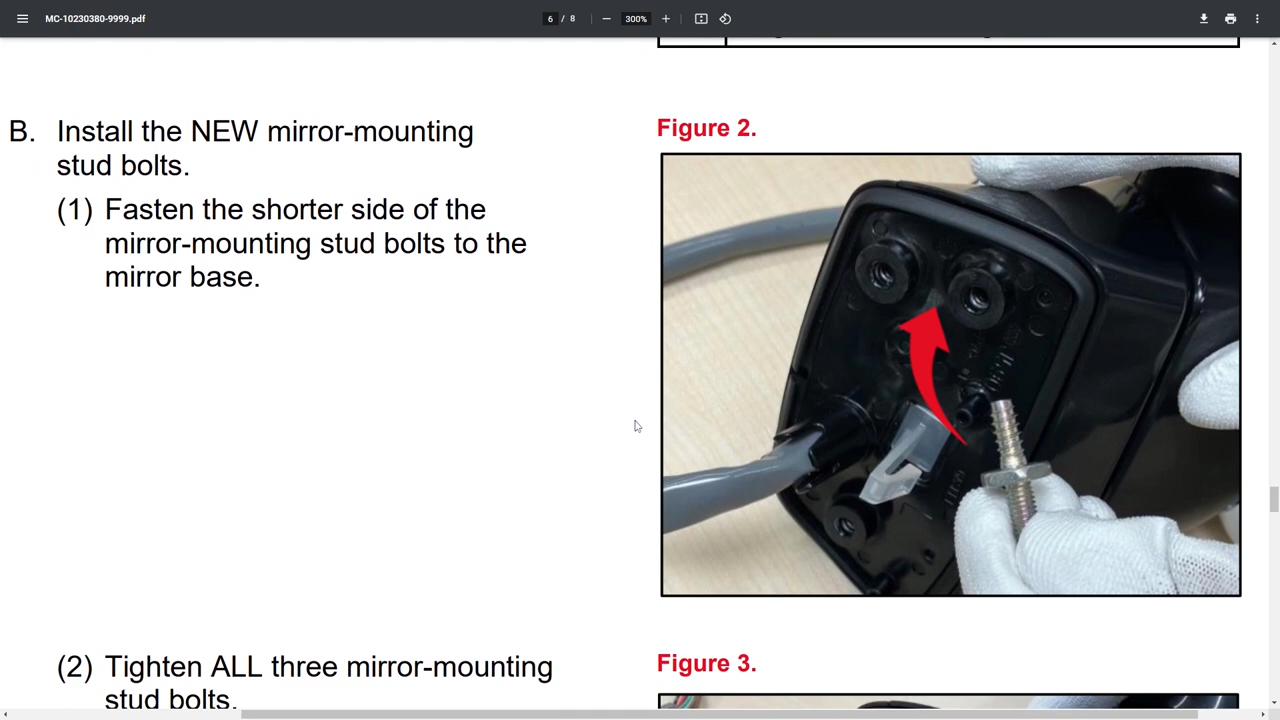 MC-10230380-9999.pdf
6 / 8
300%
B. Install the NEW mirror-mounting
stud bolts.
(1) Fasten the shorter side of the
mirror-mounting stud bolts to the
mirror base.
Figure 2.
(2) Tighten ALL three mirror-mounting
stud bolts.
Figure 3.